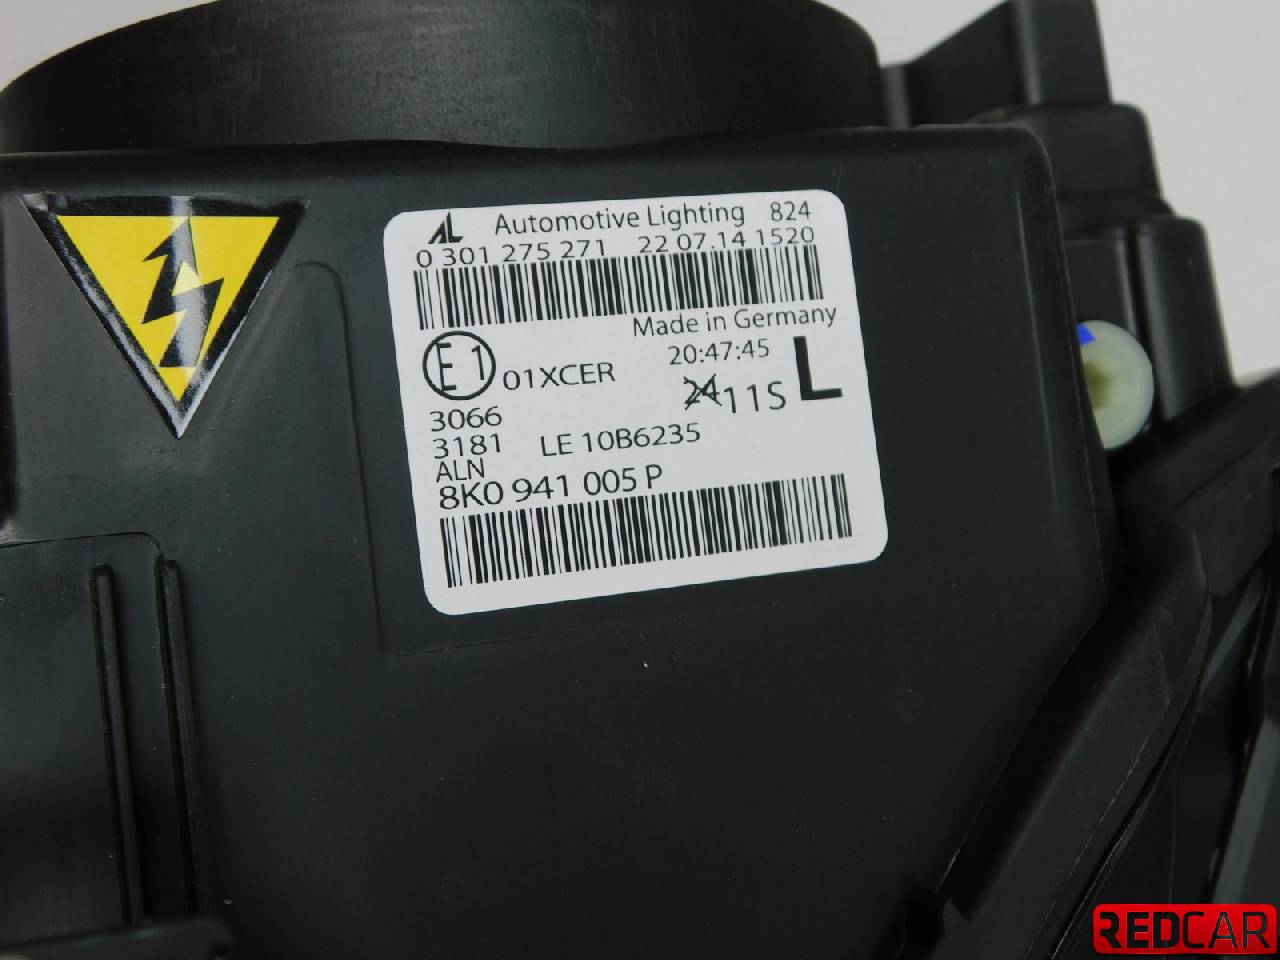 AL Automotive Lighting 824
0 301 275 271 22 07.14 1520
Made in Germany
E1 01XCER 20:47:45 L
24 11S
3066
3181 LE 10B6235
ALN
8K0 941 005 P
REDCAR